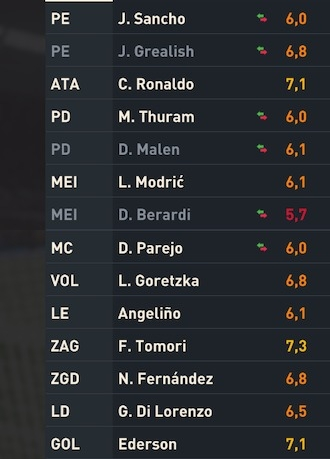 PE J. Sancho 6,0
PE J. Grealish 6,8
ATA C. Ronaldo 7,1
PD M. Thuram 6,0
PD D. Malen 6,1
MEI L. Modrić 6,1
MEI D. Berardi 5,7
MC D. Parejo 6,0
VOL L. Goretzka 6,8
LE Angeliño 6,1
ZAG F. Tomori 7,3
ZGD N. Fernández 6,8
LD G. Di Lorenzo 6,5
GOL Ederson 7,1